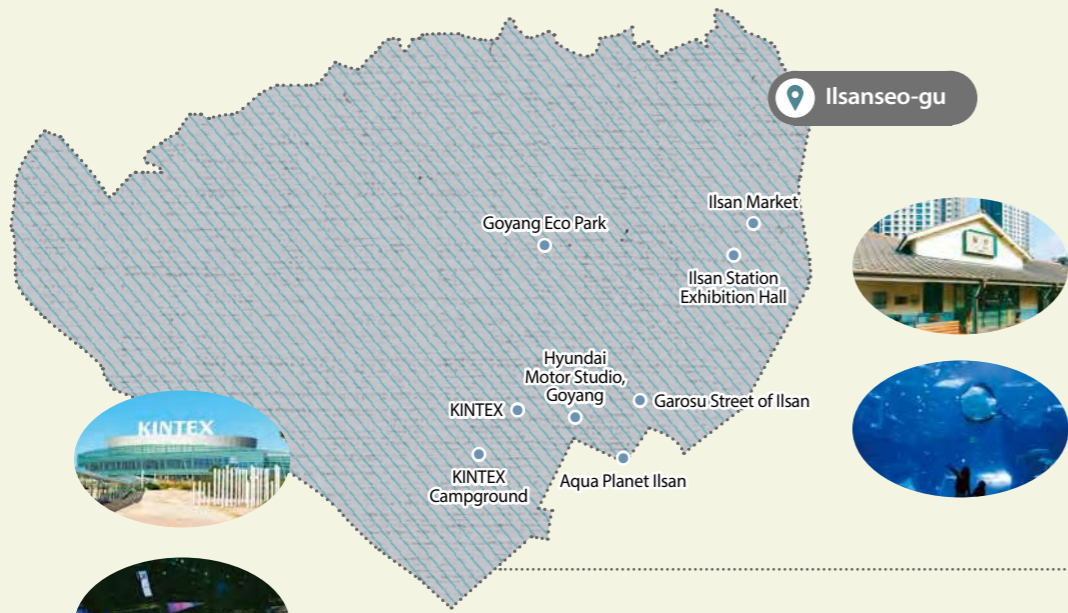 Ilsanseo-gu
Ilsan Market
Goyang Eco Park
Ilsan Station
Exhibition Hall
Hyundai
Motor Studio,
Goyang
Garosu Street of Ilsan
KINTEX
KINTEX
KINTEX
Campground
Aqua Planet Ilsan